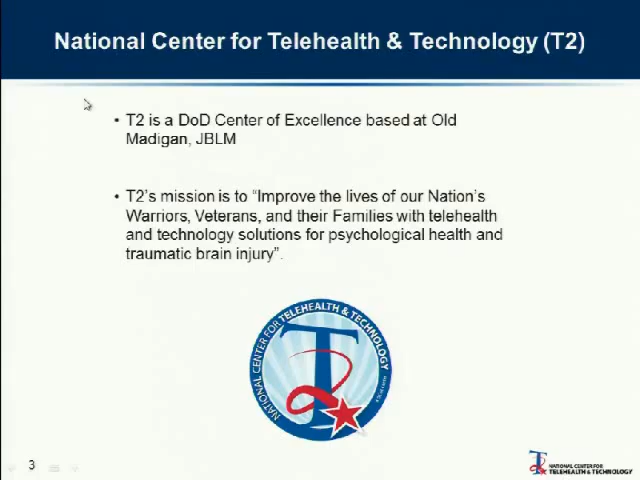 National Center for Telehealth & Technology (T2)
• T2 is a DoD Center of Excellence based at Old
Madigan, JBLM
• T2's mission is to “Improve the lives of our Nation's
Warriors, Veterans, and their Families with telehealth
and technology solutions for psychological health and
traumatic brain injury”.
NATIONAL CENTER FOR TELEHEALTH & TECHNOLOGY
T2
3
T2
NATIONAL CENTER FOR
TELEHEALTH & TECHNOLOGY